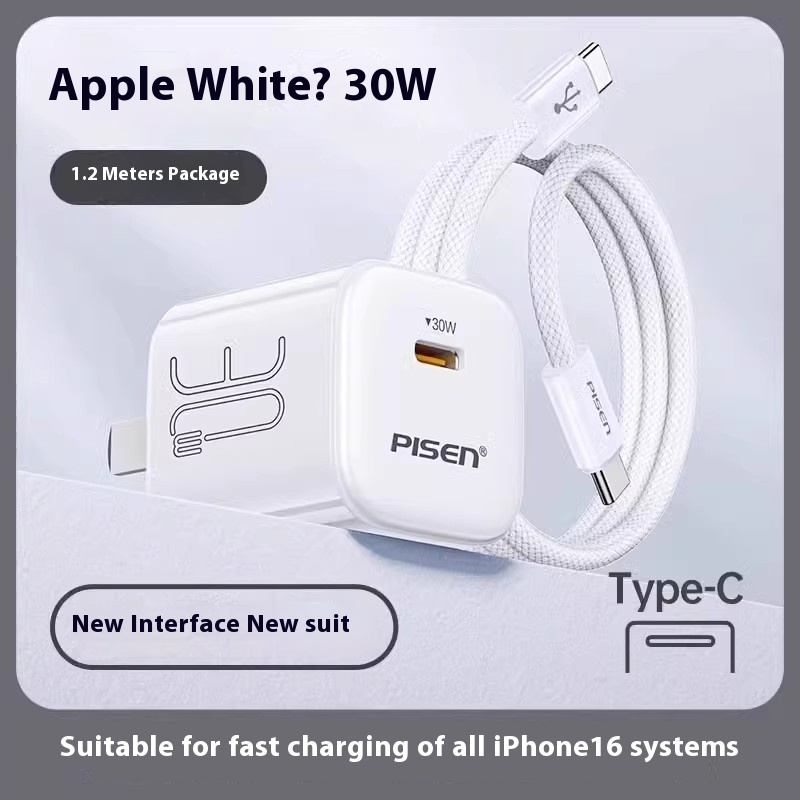 Apple White? 30W
1.2 Meters Package
▼30W
PISEN®
PISEN
New Interface New suit
Type-C
Suitable for fast charging of all iPhone16 systems